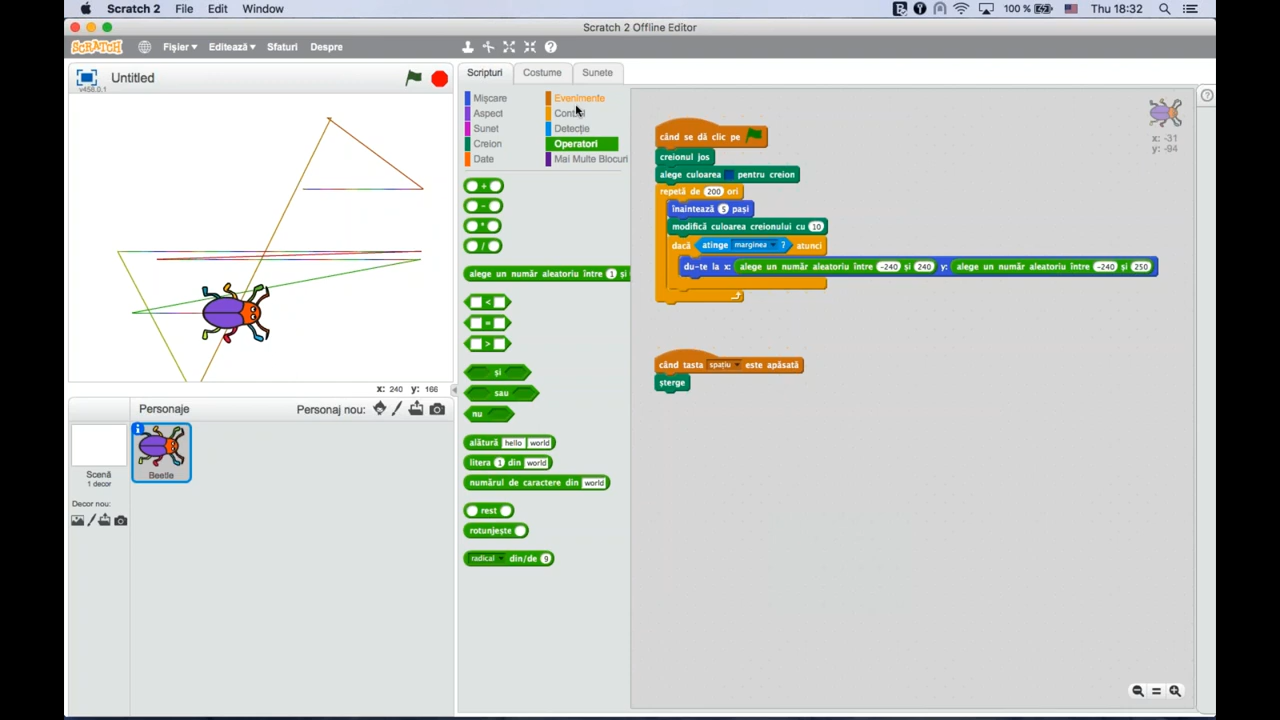 Scratch 2 File Edit Window 100 % Thu 18:32
Scratch 2 Offline Editor
SCRATCH Fișier Editează Sfaturi Despre
Untitled
v458.0.1
x: 240 y: 166
Personaje Personaj nou:
Scenă
1 decor
Decor nou:
Beetle
Scripturi Costume Sunete
Mișcare Evenimente
Aspect
Sunet Detecție
Creion Operatori
Date Mai Multe Blocuri
+
-
*
/
alege un număr aleatoriu între 1 și
<
=
>
și
sau
nu
alătură hello world
litera 1 din world
numărul de caractere din world
rest
rotunjește
radical din/de 9
x: -31
y: -94
când se dă clic pe
creionul jos
alege culoarea pentru creion
repetă de 200 ori
înaintează 5 pași
modifică culoarea creionului cu 10
dacă atinge marginea ? atunci
du-te la x: alege un număr aleatoriu între -240 și 240 y: alege un număr aleatoriu între -240 și 250
când tasta spațiu este apăsată
șterge